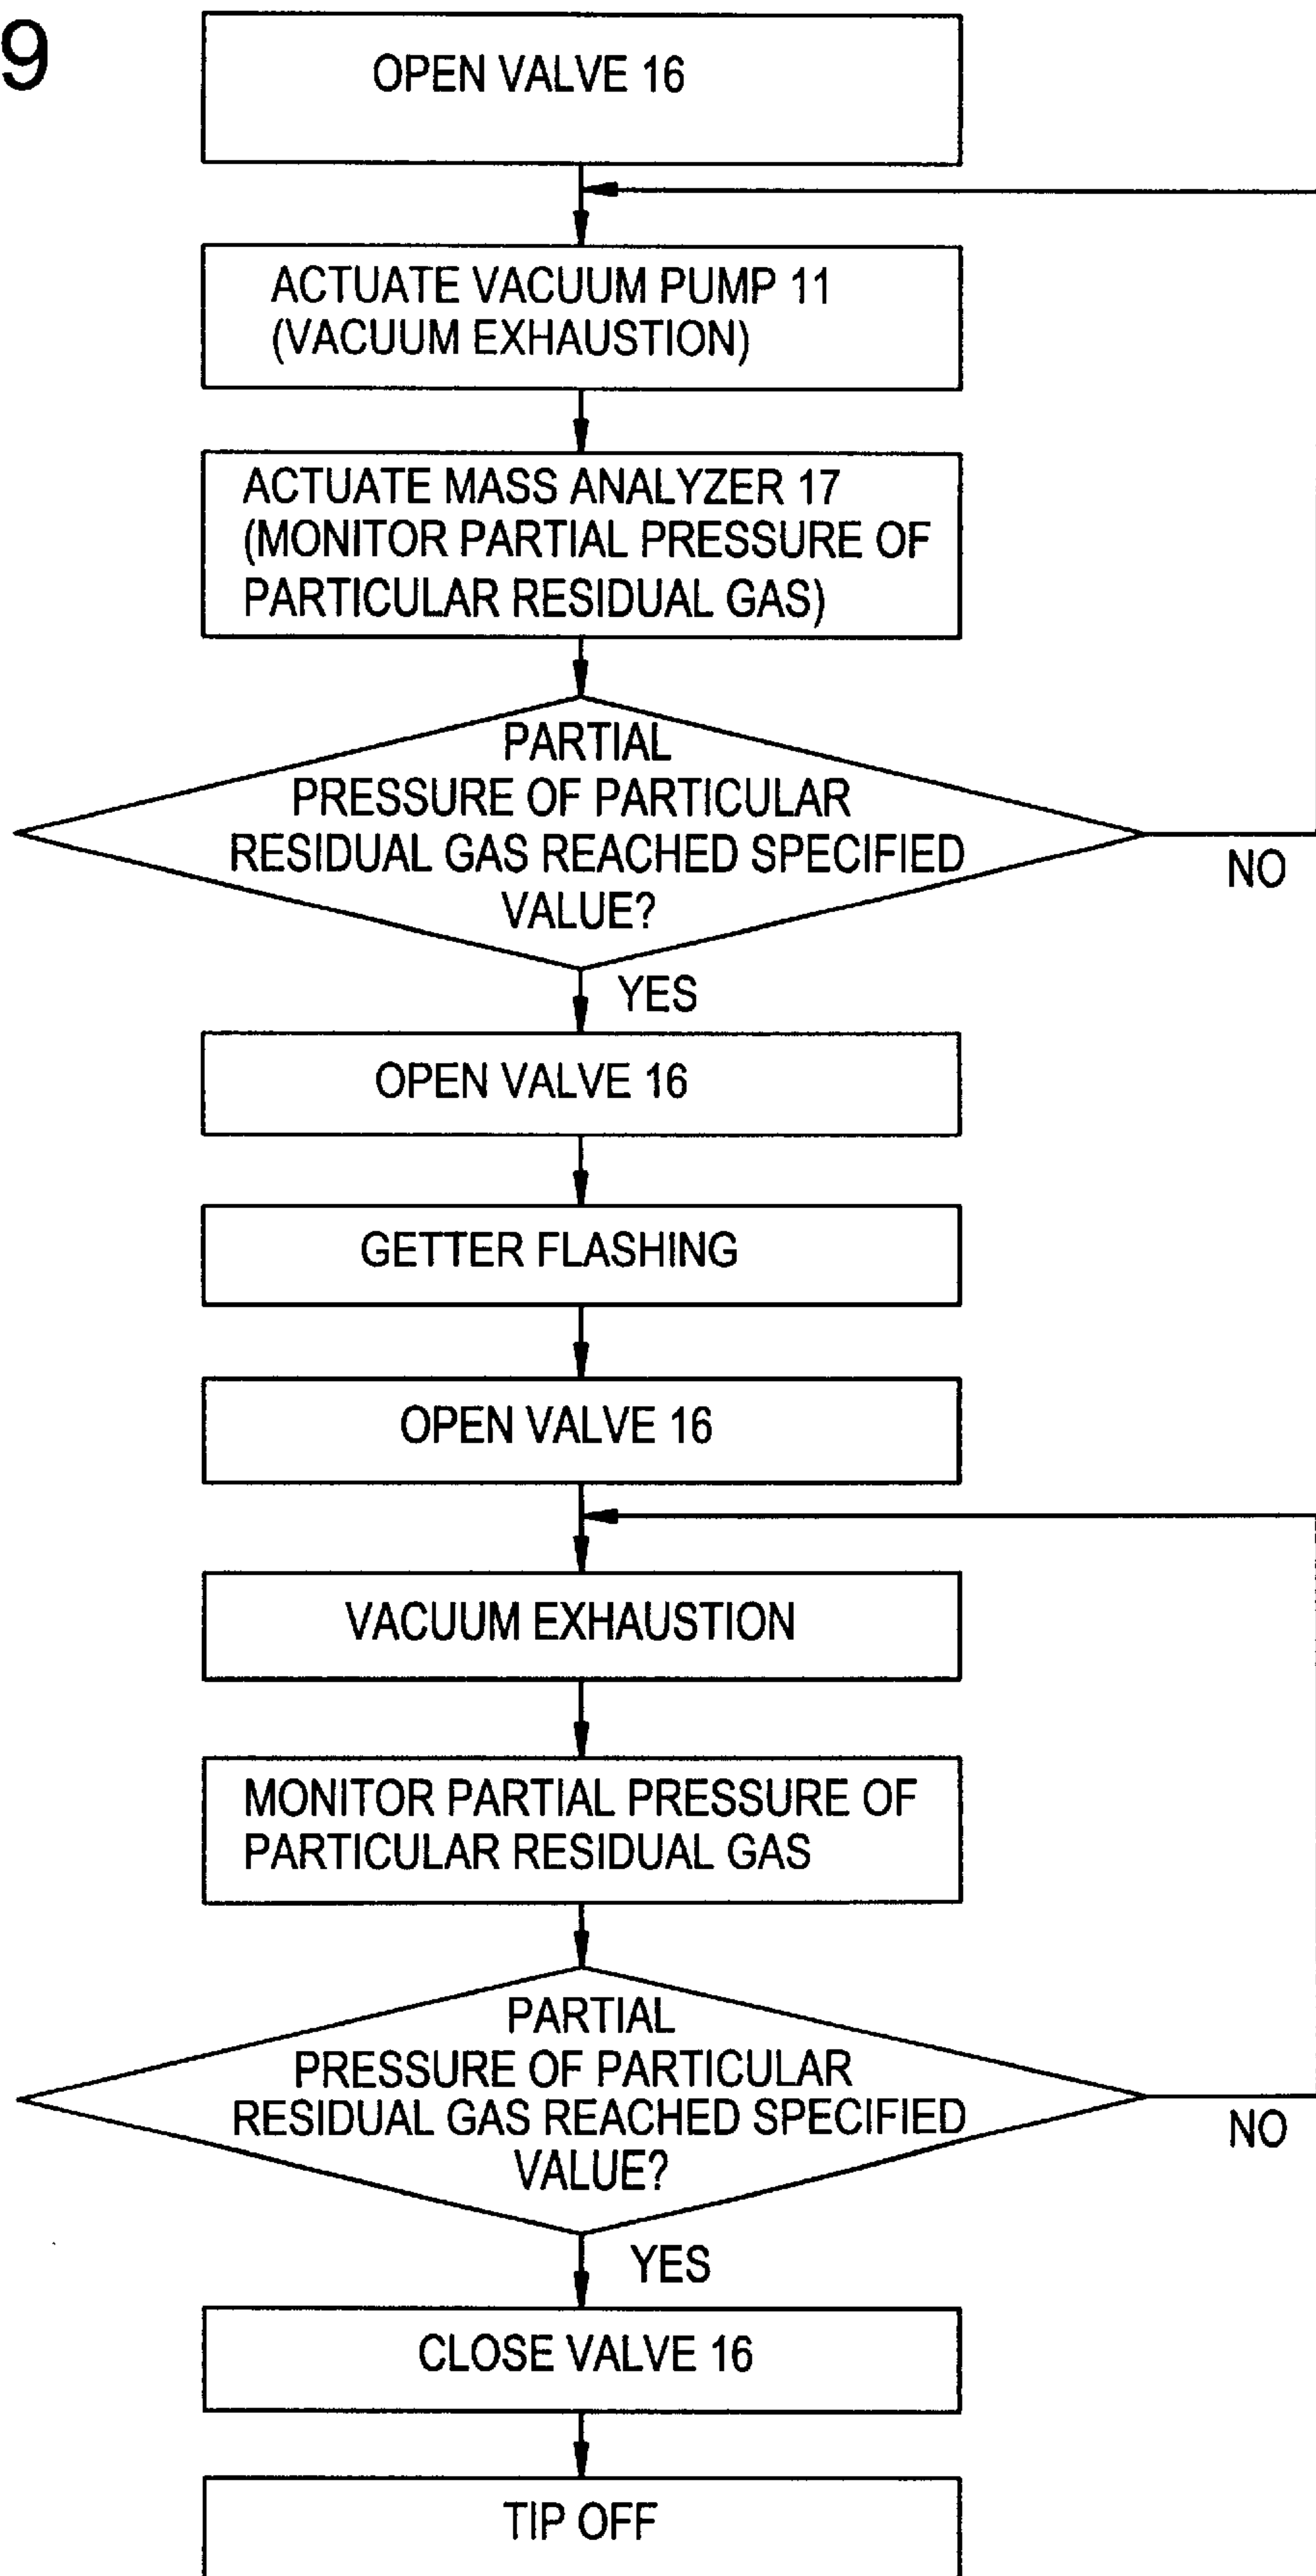 9
OPEN VALVE 16
ACTUATE VACUUM PUMP 11
(VACUUM EXHAUSTION)
ACTUATE MASS ANALYZER 17
(MONITOR PARTIAL PRESSURE OF
PARTICULAR RESIDUAL GAS)
PARTIAL
PRESSURE OF PARTICULAR
RESIDUAL GAS REACHED SPECIFIED
VALUE?
NO
YES
OPEN VALVE 16
GETTER FLASHING
OPEN VALVE 16
VACUUM EXHAUSTION
MONITOR PARTIAL PRESSURE OF
PARTICULAR RESIDUAL GAS
PARTIAL
PRESSURE OF PARTICULAR
RESIDUAL GAS REACHED SPECIFIED
VALUE?
NO
YES
CLOSE VALVE 16
TIP OFF